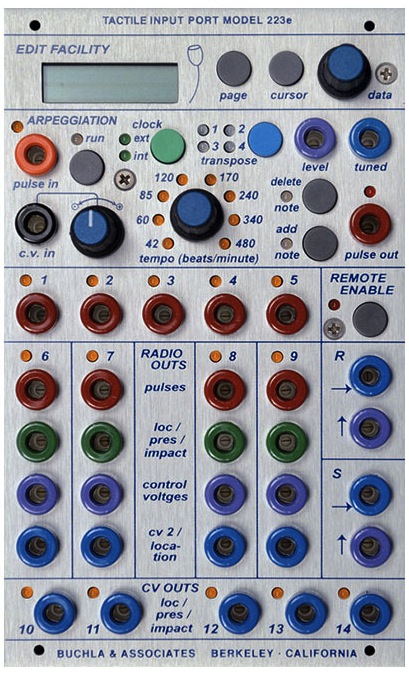 TACTILE INPUT PORT MODEL 223e
EDIT FACILITY
page
cursor
data
ARPEGGIATION
run
clock
ext
int
1
2
3
4
transpose
level
tuned
pulse in
120
170
85
240
60
340
42
480
tempo (beats/minute)
delete
note
add
note
c.v. in
pulse out
1
2
3
4
5
REMOTE
ENABLE
6
7
RADIO
OUTS
8
9
pulses
loc /
pres /
impact
control
voltges
cv 2 /
loca-
tion
R
S
CV OUTS
loc /
pres /
impact
10
11
12
13
14
BUCHLA & ASSOCIATES BERKELEY · CALIFORNIA